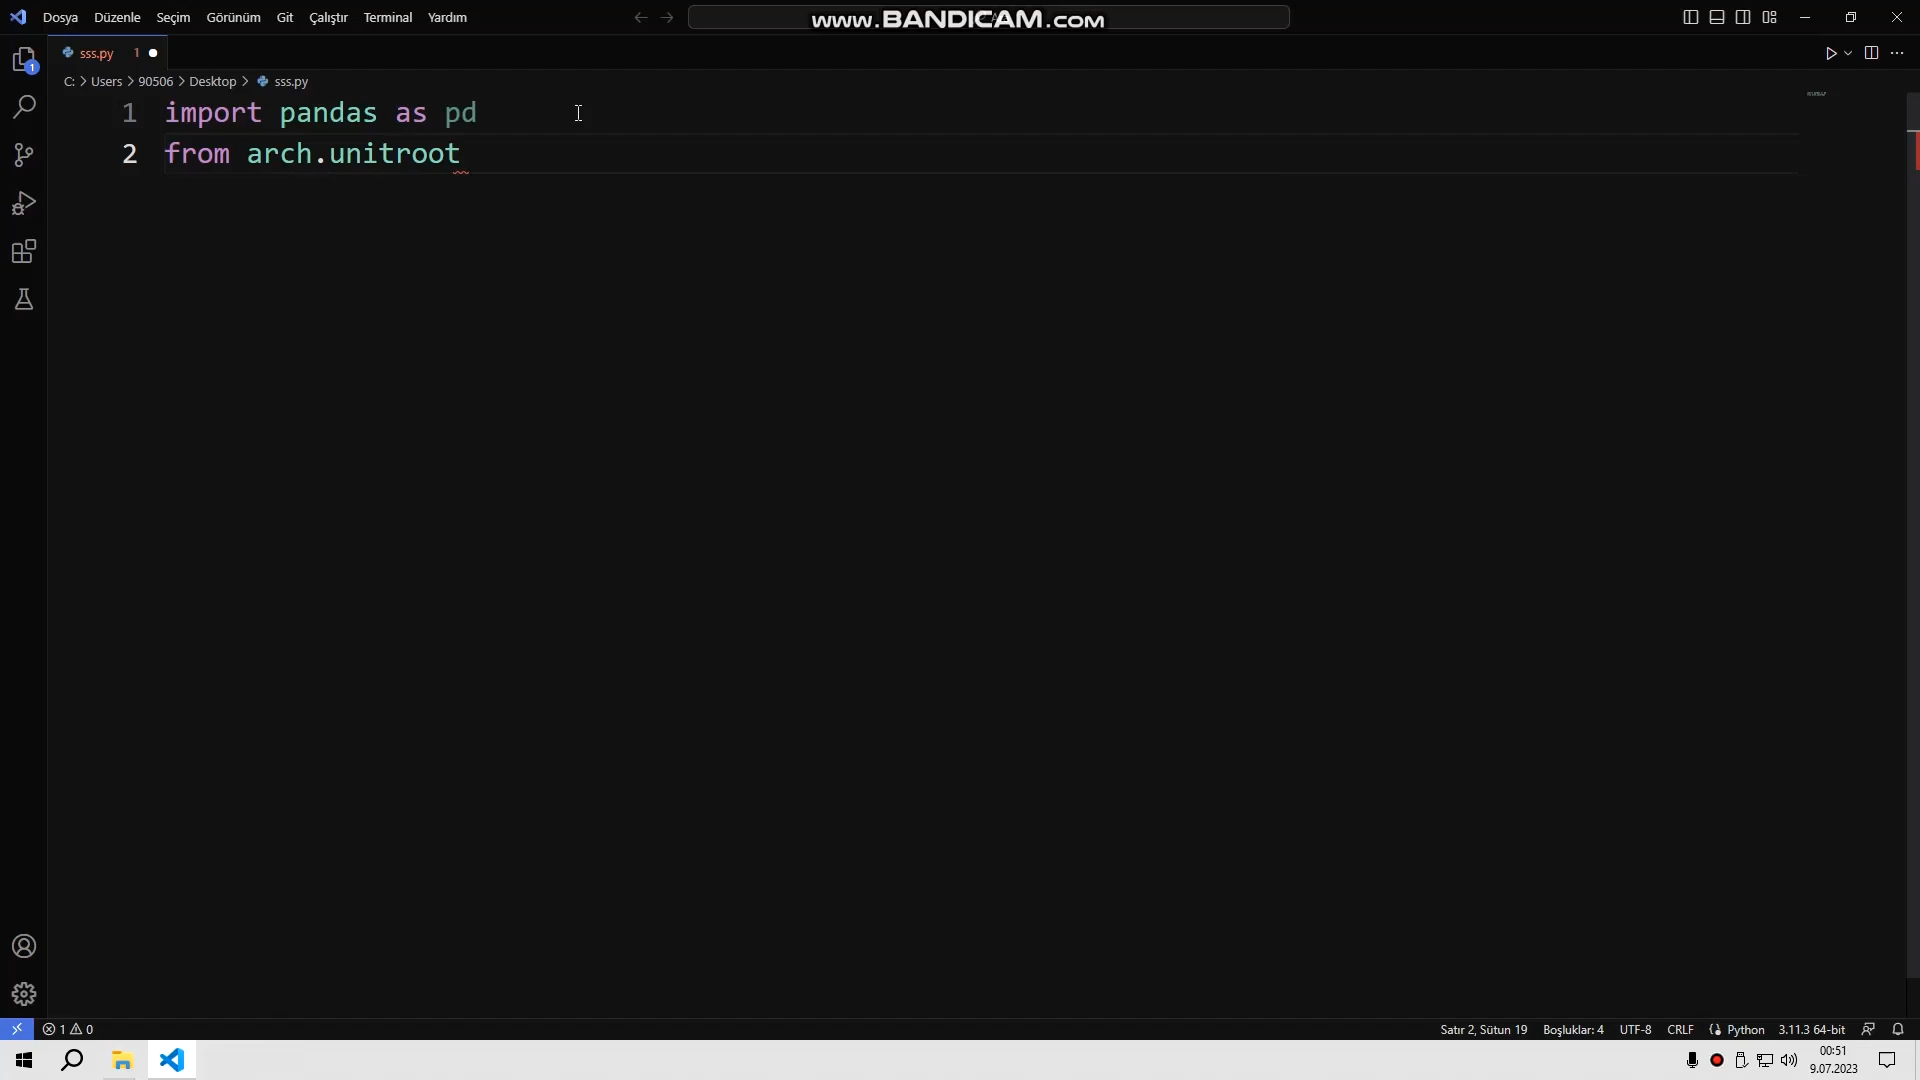 Dosya Düzenle Seçim Görünüm Git Çalıştır Terminal Yardım
www.BANDICAM.com
sss.py 1
C: > Users > 90506 > Desktop > sss.py
1 import pandas as pd
2 from arch.unitroot
1
1 0
Satır 2, Sütun 19 Boşluklar: 4 UTF-8 CRLF Python 3.11.3 64-bit
00:51
9.07.2023